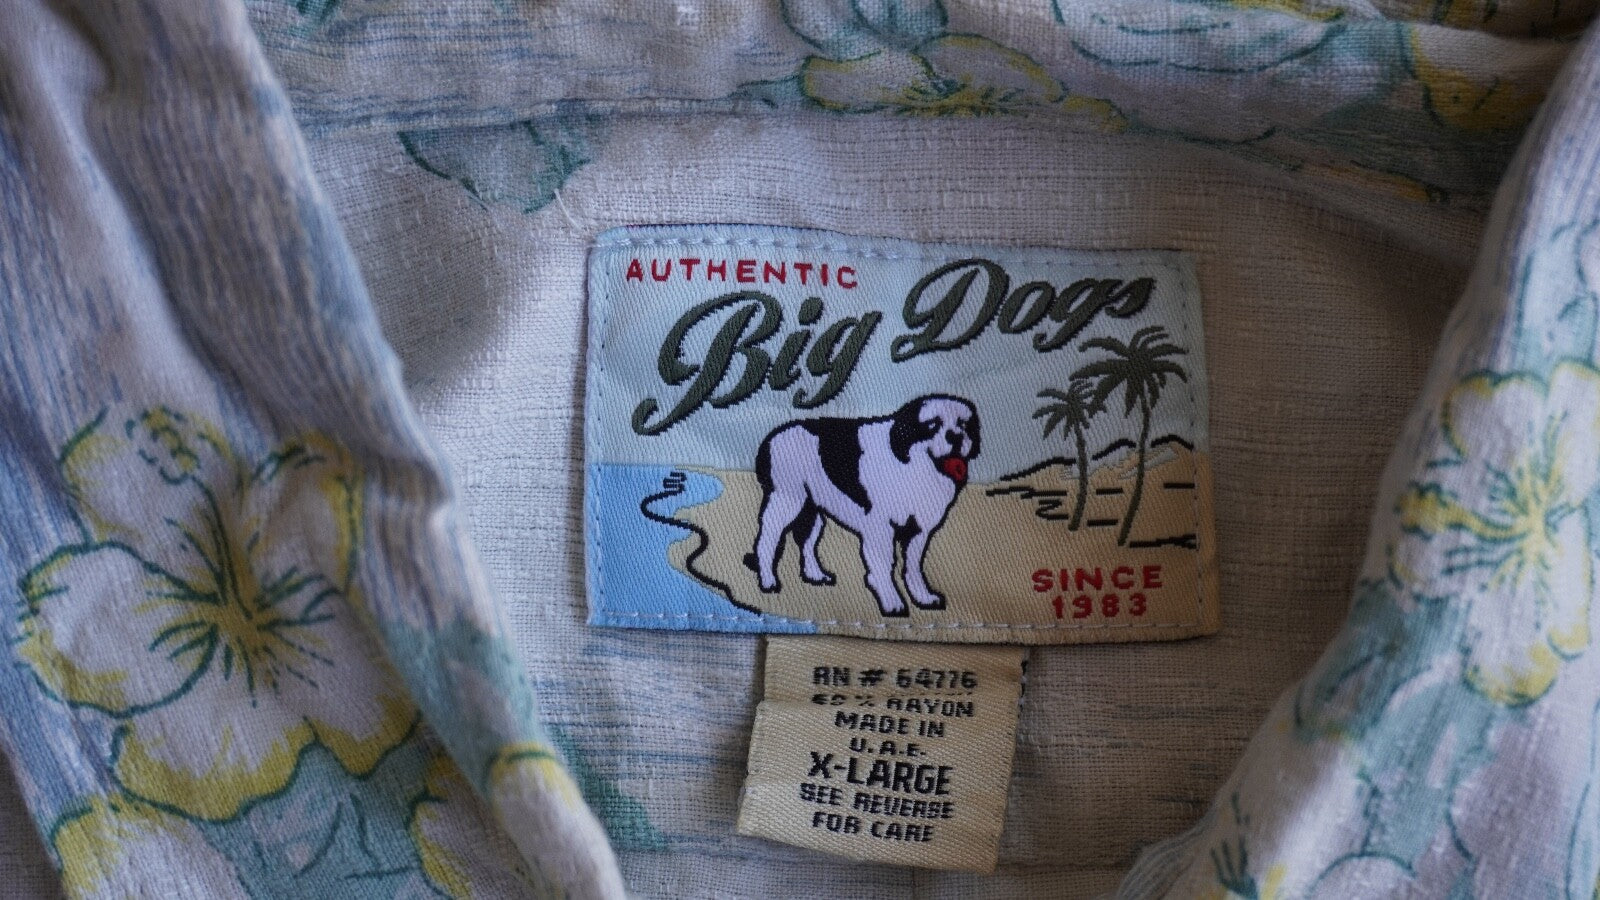 AUTHENTIC
Big Dogs
SINCE
1983
RN # 64776
% RAYON
MADE IN
U.A.E.
X-LARGE
SEE REVERSE
FOR CARE